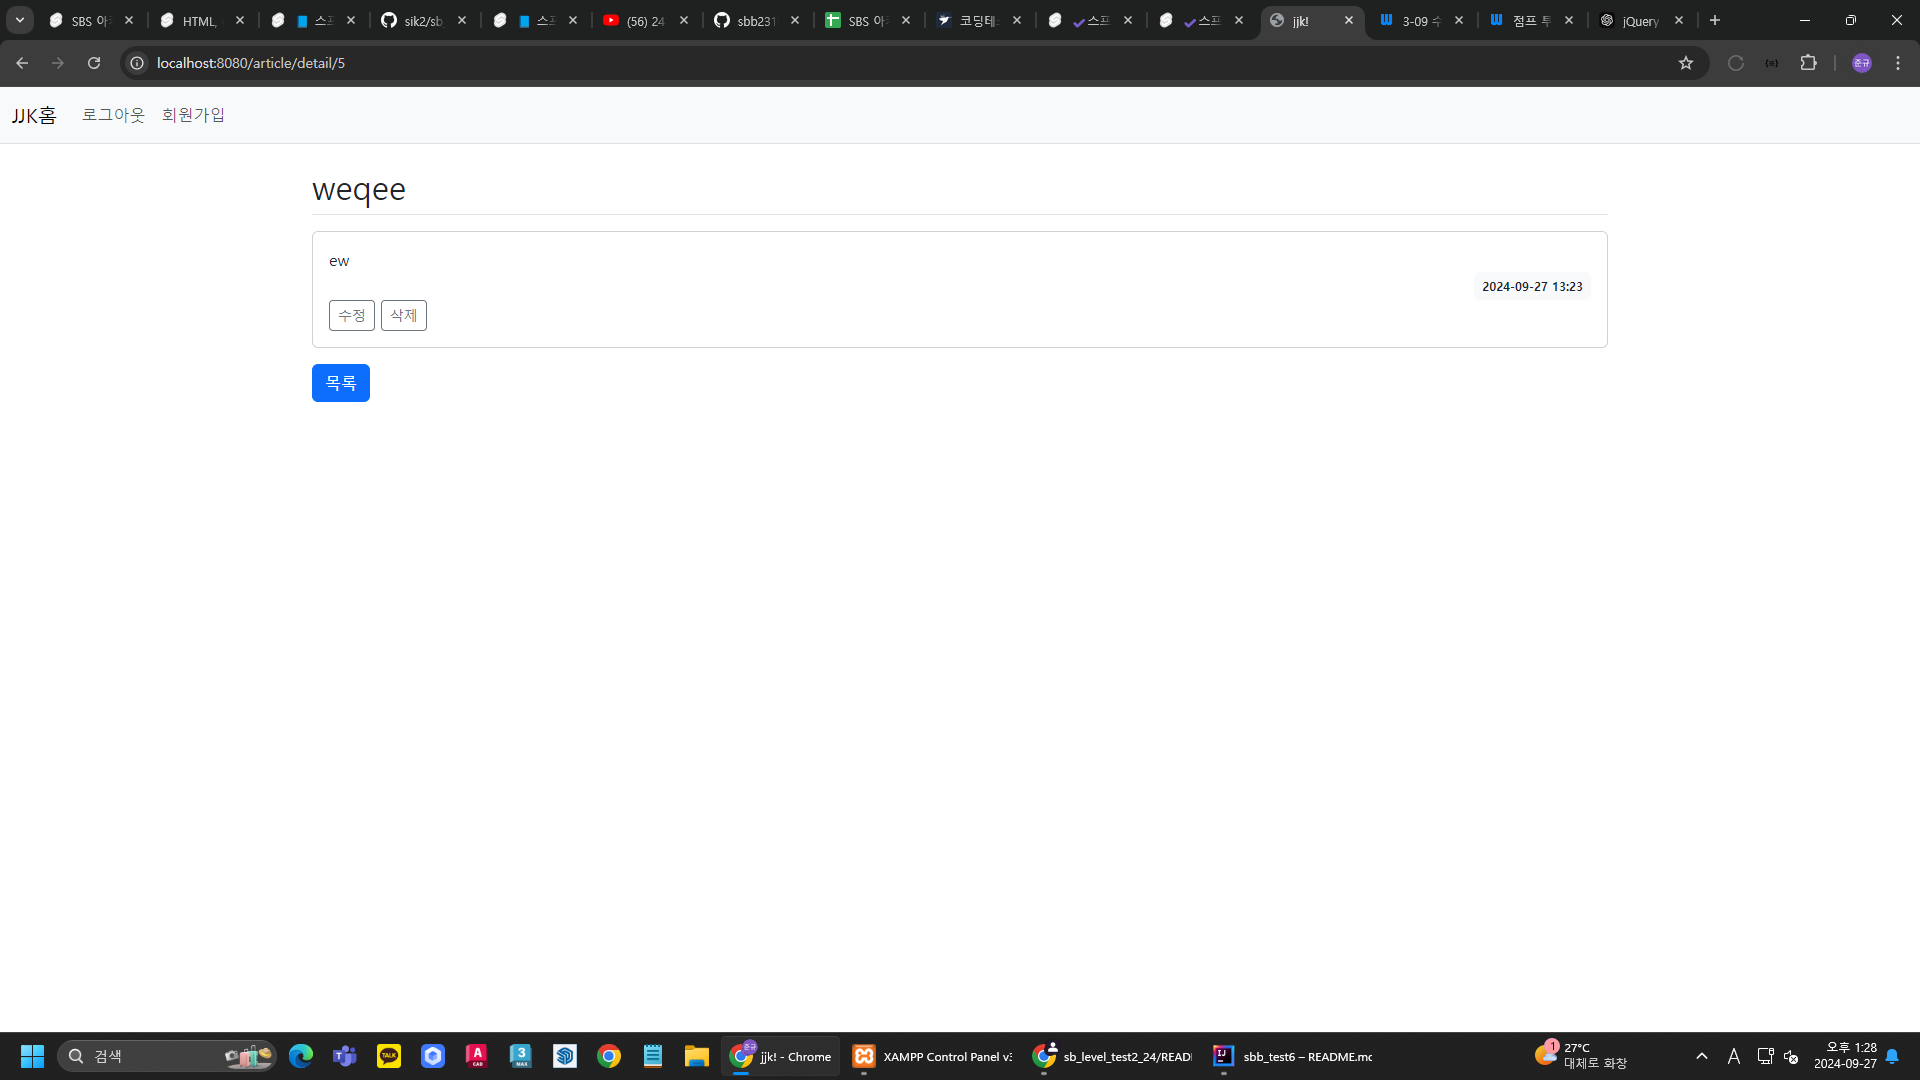 SBS 아
HTML,
스프
sik2/sb
스프
(56) 24
sbb231
SBS 아
코딩테
스프
스프
jjk!
3-09 수
점프 투
jQuery
localhost:8080/article/detail/5
준규
JJK홈 로그아웃 회원가입
weqee
ew
2024-09-27 13:23
수정 삭제
목록
검색
jjk! - Chrome
XAMPP Control Panel v3
sb_level_test2_24/READ
sbb_test6 – README.m
27°C
대체로 화창
A
오후 1:28
2024-09-27